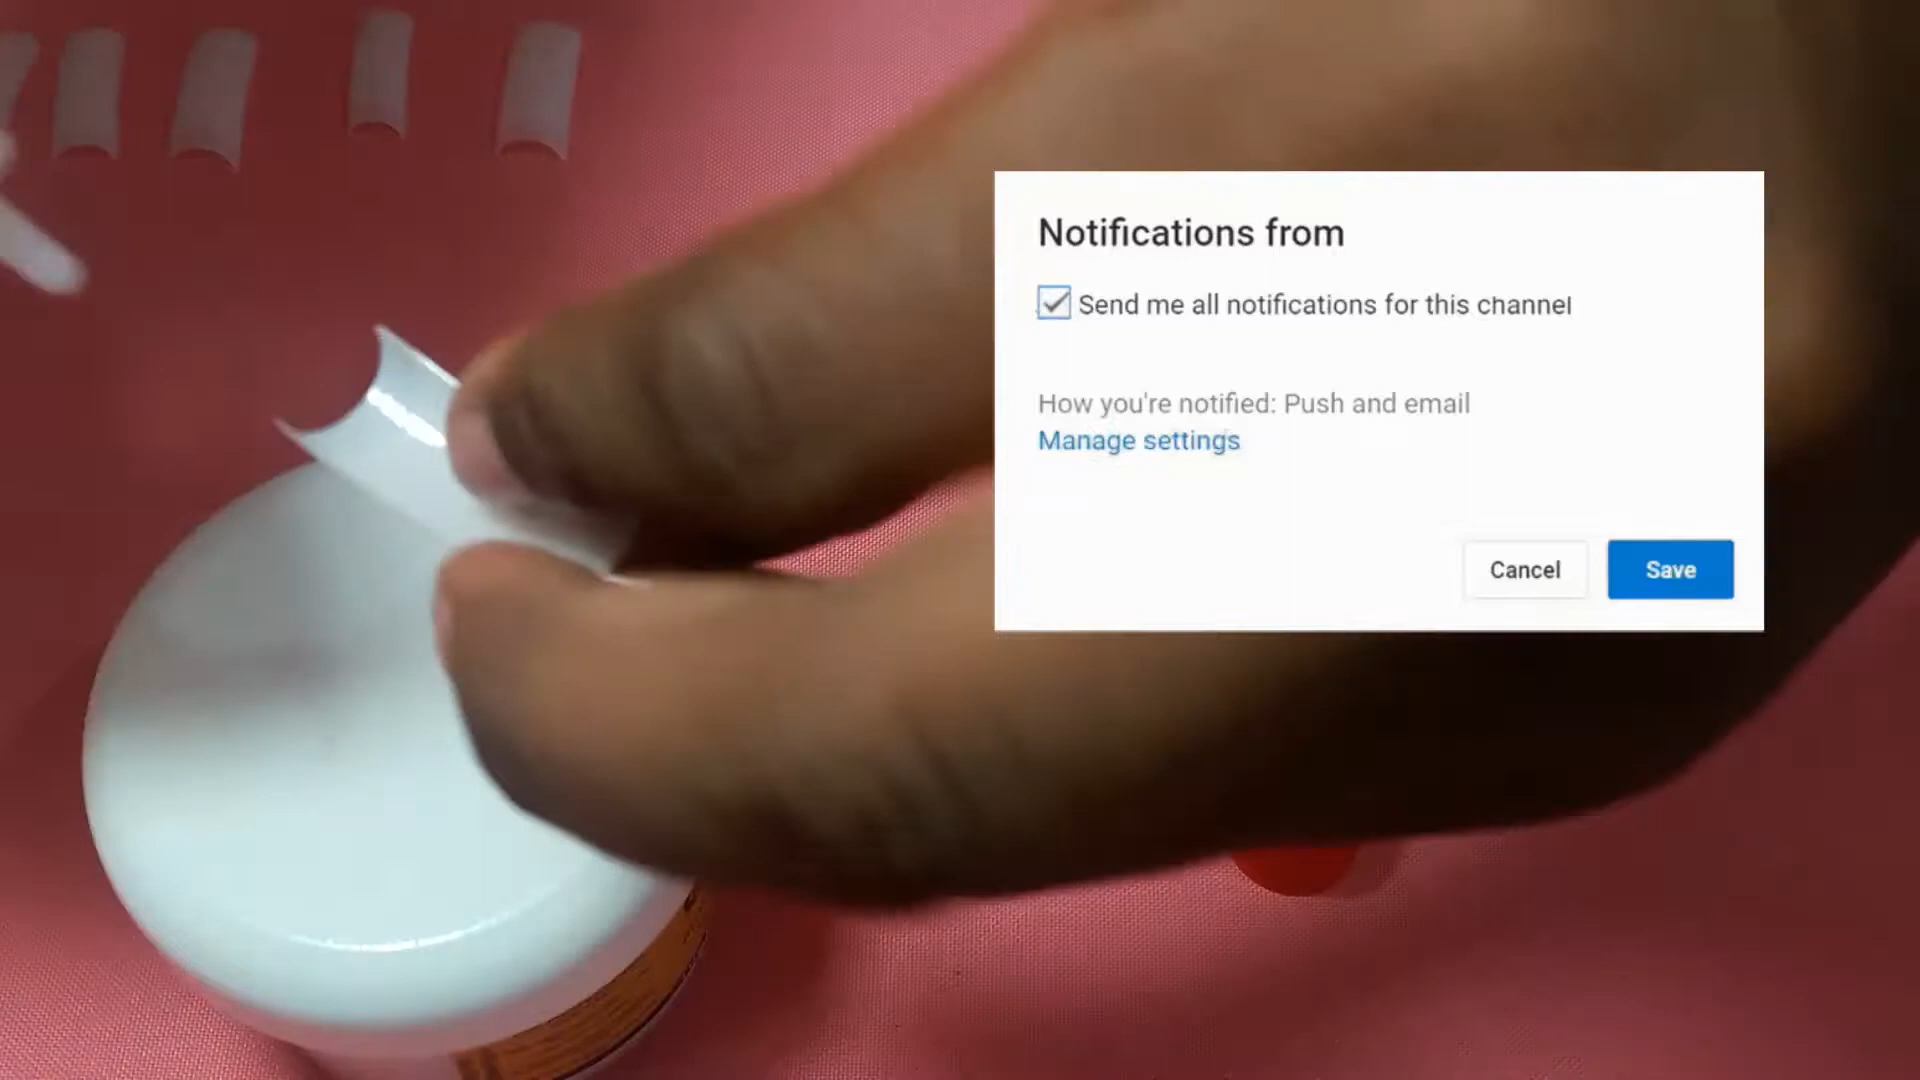 Notifications from
Send me all notifications for this channel
How you're notified: Push and email
Manage settings
Cancel
Save